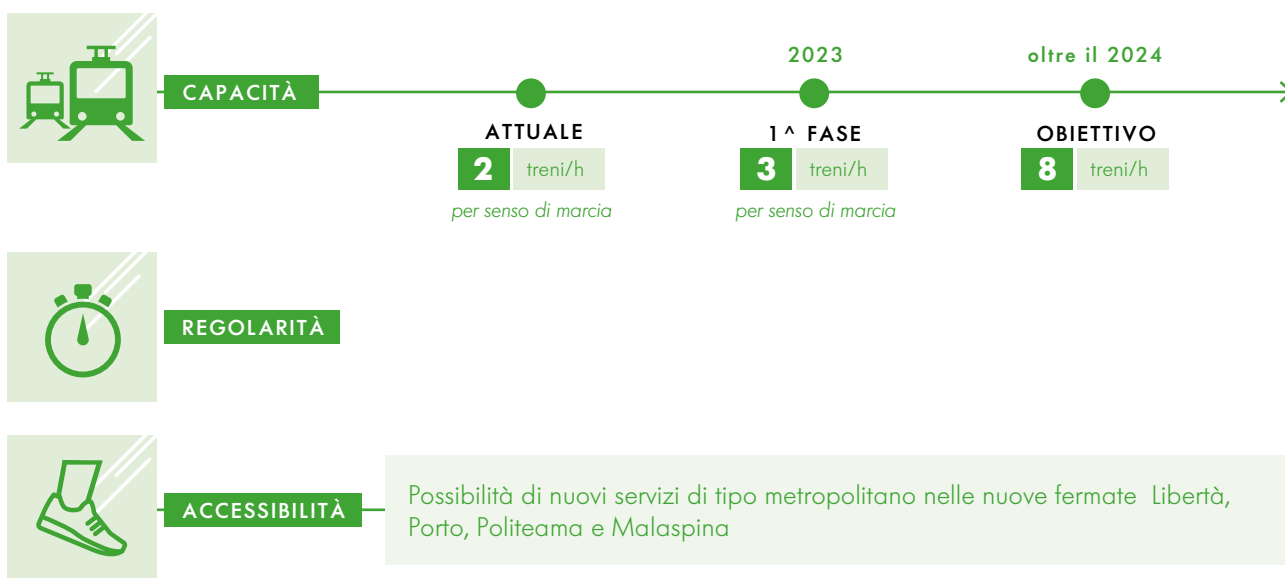 CAPACITÀ
2023
oltre il 2024
ATTUALE
1^ FASE
OBIETTIVO
2 treni/h
3 treni/h
8 treni/h
per senso di marcia
per senso di marcia
REGOLARITÀ
ACCESSIBILITÀ
Possibilità di nuovi servizi di tipo metropolitano nelle nuove fermate Libertà,
Porto, Politeama e Malaspina